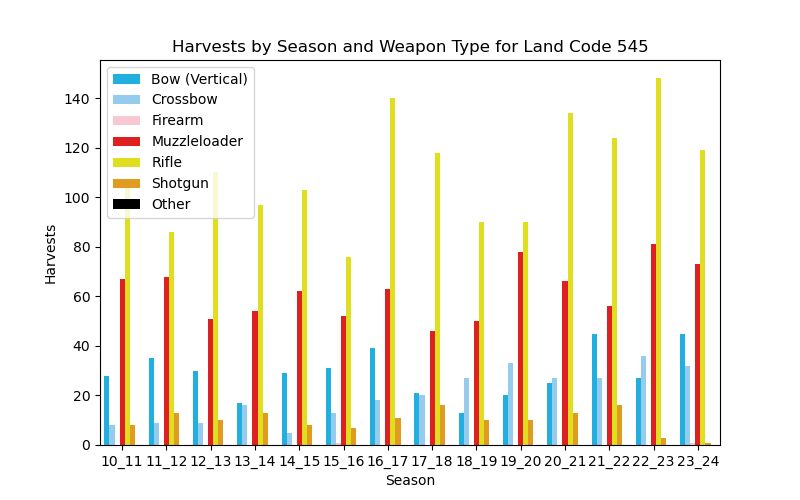 Harvests by Season and Weapon Type for Land Code 545
Bow (Vertical)
Crossbow
Firearm
Muzzleloader
Rifle
Shotgun
Other
Harvests
140
120
100
80
60
40
20
0
10_11 11_12 12_13 13_14 14_15 15_16 16_17 17_18 18_19 19_20 20_21 21_22 22_23 23_24
Season